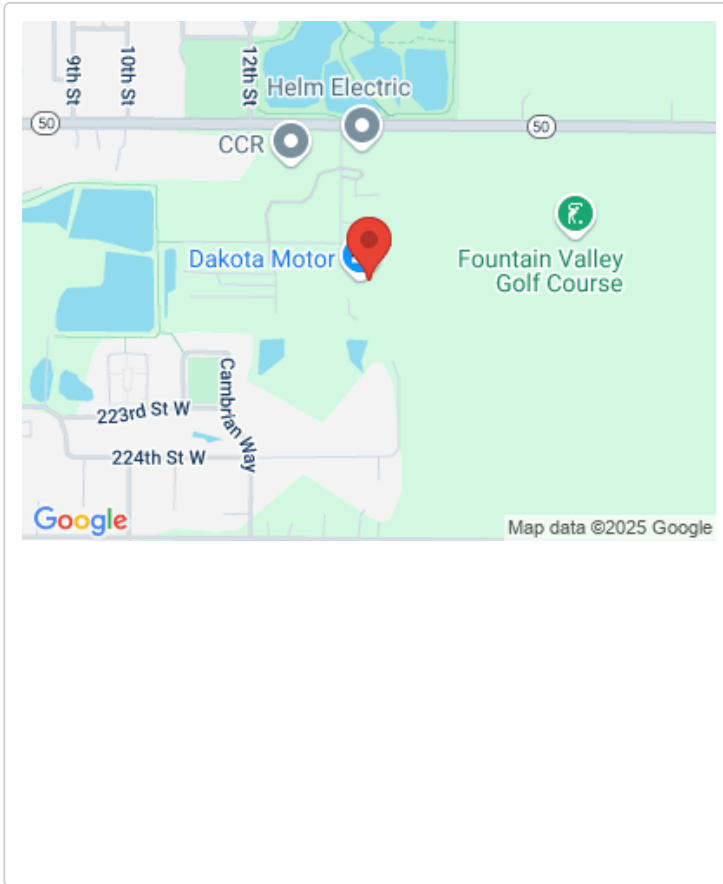 9th St
10th St
12th St
Helm Electric
50
CCR
50
Dakota Motor
Fountain Valley
Golf Course
Cambrian Way
223rd St W
224th St W
Google
Map data ©2025 Google